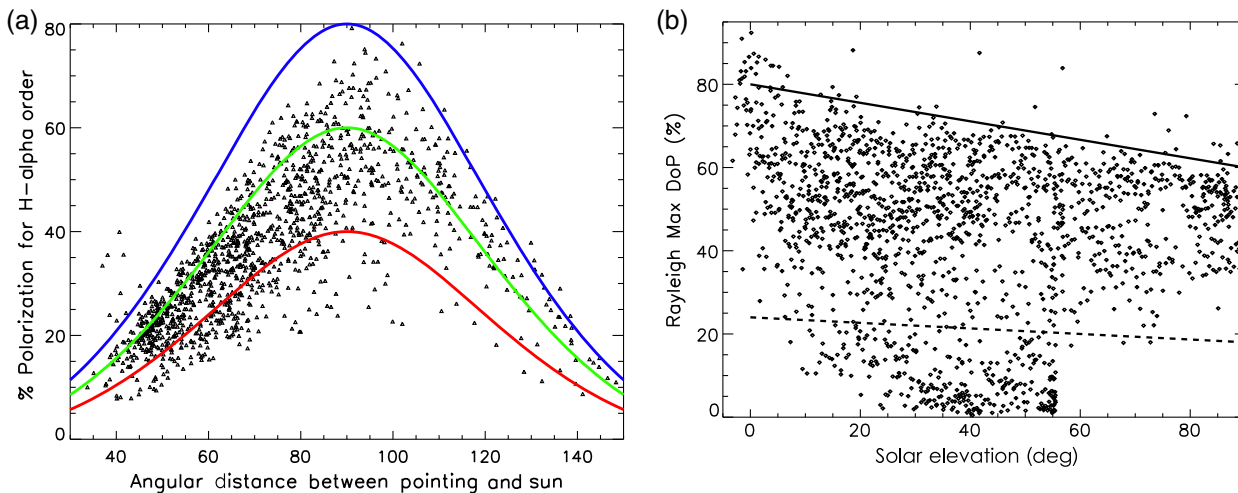 (a)
% Polarization for H-alpha order
80
60
40
20
0
40 60 80 100 120 140
Angular distance between pointing and sun
(b)
Rayleigh Max DoP (%)
80
60
40
20
0
0 20 40 60 80
Solar elevation (deg)